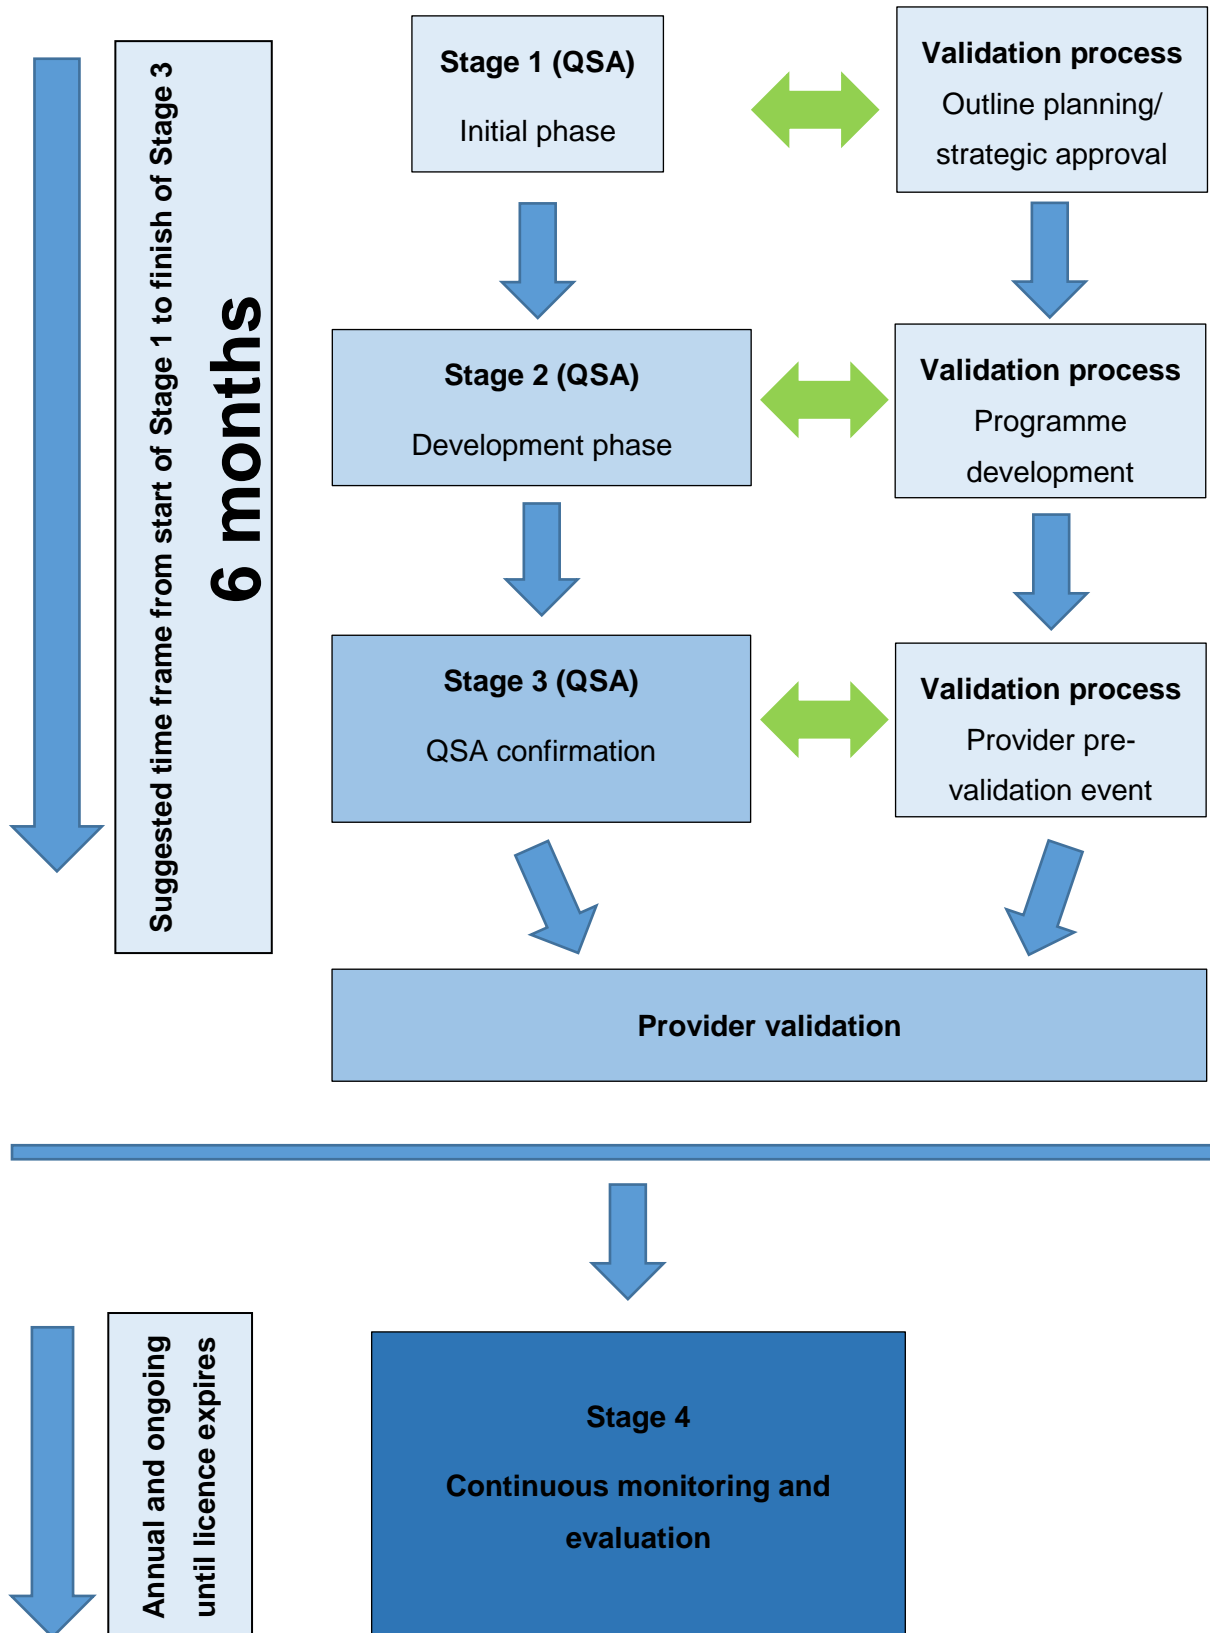 Suggested time frame from start of Stage 1 to finish of Stage 3
6 months
Stage 1 (QSA)
Initial phase
Validation process
Outline planning/
strategic approval
Stage 2 (QSA)
Development phase
Validation process
Programme
development
Stage 3 (QSA)
QSA confirmation
Validation process
Provider pre-
validation event
Provider validation
Annual and ongoing
until licence expires
Stage 4
Continuous monitoring and
evaluation